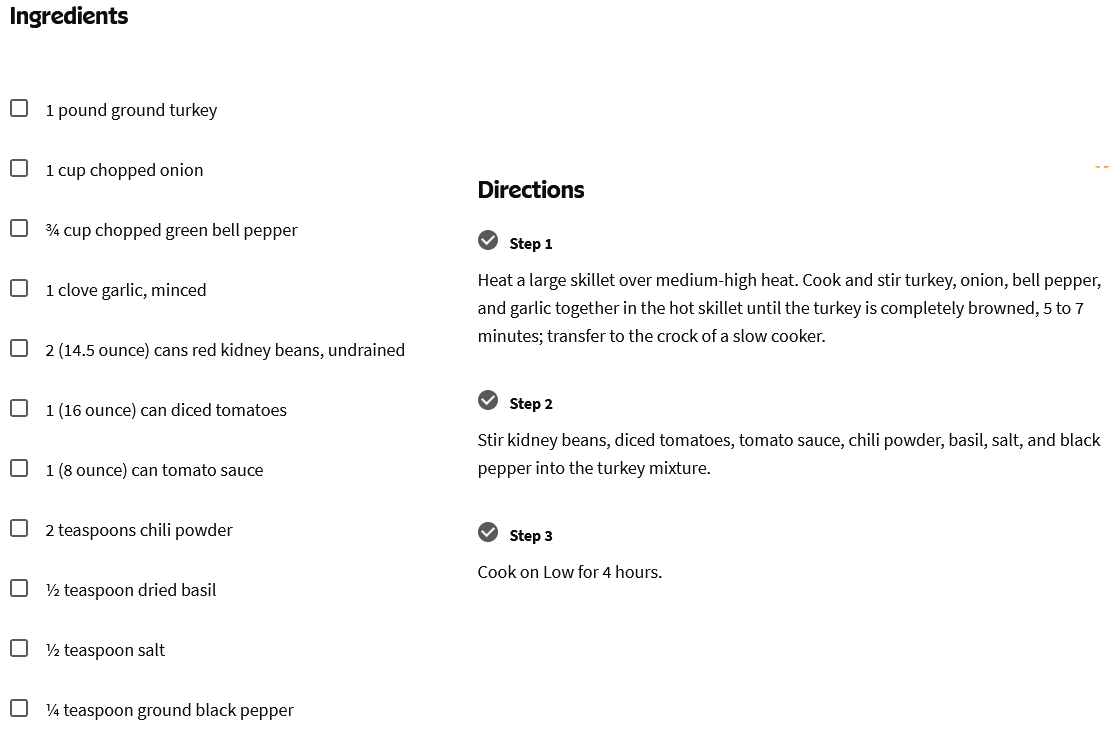 Ingredients
1 pound ground turkey
1 cup chopped onion
¾ cup chopped green bell pepper
1 clove garlic, minced
2 (14.5 ounce) cans red kidney beans, undrained
1 (16 ounce) can diced tomatoes
1 (8 ounce) can tomato sauce
2 teaspoons chili powder
½ teaspoon dried basil
½ teaspoon salt
¼ teaspoon ground black pepper
Directions
Step 1
Heat a large skillet over medium-high heat. Cook and stir turkey, onion, bell pepper,
and garlic together in the hot skillet until the turkey is completely browned, 5 to 7
minutes; transfer to the crock of a slow cooker.
Step 2
Stir kidney beans, diced tomatoes, tomato sauce, chili powder, basil, salt, and black
pepper into the turkey mixture.
Step 3
Cook on Low for 4 hours.